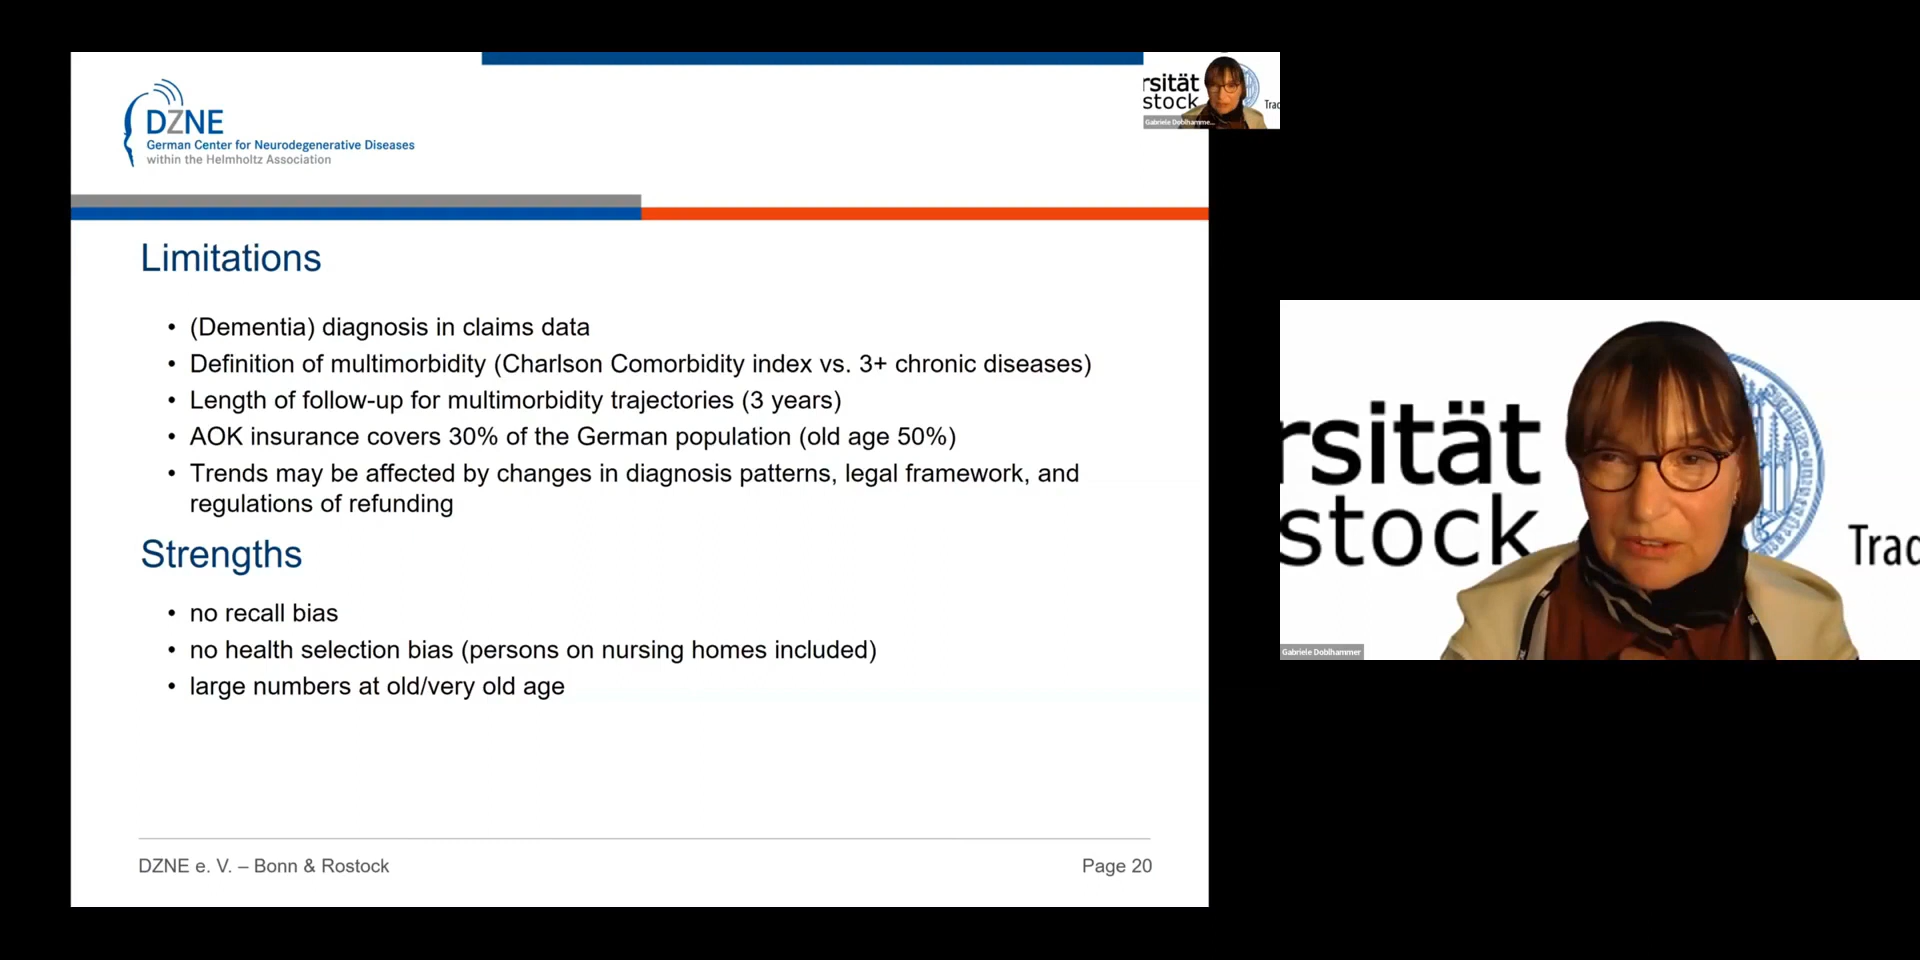 DZNE
German Center for Neurodegenerative Diseases
within the Helmholtz Association
rsität
stock
Trac
Gabriele Doblhamme...
Limitations
• (Dementia) diagnosis in claims data
• Definition of multimorbidity (Charlson Comorbidity index vs. 3+ chronic diseases)
• Length of follow-up for multimorbidity trajectories (3 years)
• AOK insurance covers 30% of the German population (old age 50%)
• Trends may be affected by changes in diagnosis patterns, legal framework, and
regulations of refunding
Strengths
• no recall bias
• no health selection bias (persons on nursing homes included)
• large numbers at old/very old age
DZNE e. V. – Bonn & Rostock
Page 20
rsität
stock
Trac
Gabriele Doblhammer